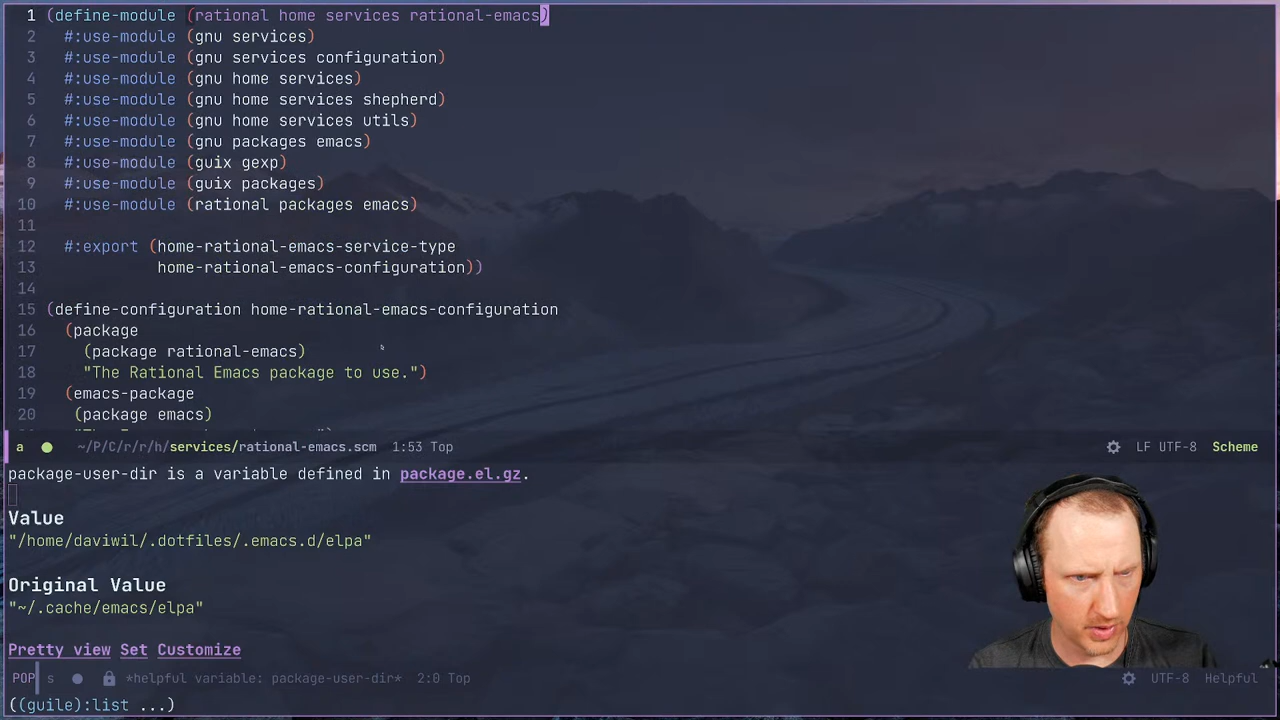 1 (define-module (rational home services rational-emacs)
2 #:use-module (gnu services)
3 #:use-module (gnu services configuration)
4 #:use-module (gnu home services)
5 #:use-module (gnu home services shepherd)
6 #:use-module (gnu home services utils)
7 #:use-module (gnu packages emacs)
8 #:use-module (guix gexp)
9 #:use-module (guix packages)
10 #:use-module (rational packages emacs)
11
12 #:export (home-rational-emacs-service-type
13 home-rational-emacs-configuration))
14
15 (define-configuration home-rational-emacs-configuration
16 (package
17 (package rational-emacs)
18 "The Rational Emacs package to use.")
19 (emacs-package
20 (package emacs)
a ~/P/C/r/r/h/services/rational-emacs.scm 1:53 Top LF UTF-8 Scheme
package-user-dir is a variable defined in package.el.gz.
Value
"/home/daviwil/.dotfiles/.emacs.d/elpa"
Original Value
"~/.cache/emacs/elpa"
Pretty view Set Customize
POP s *helpful variable: package-user-dir* 2:0 Top UTF-8 Helpful
((guile):list ...)